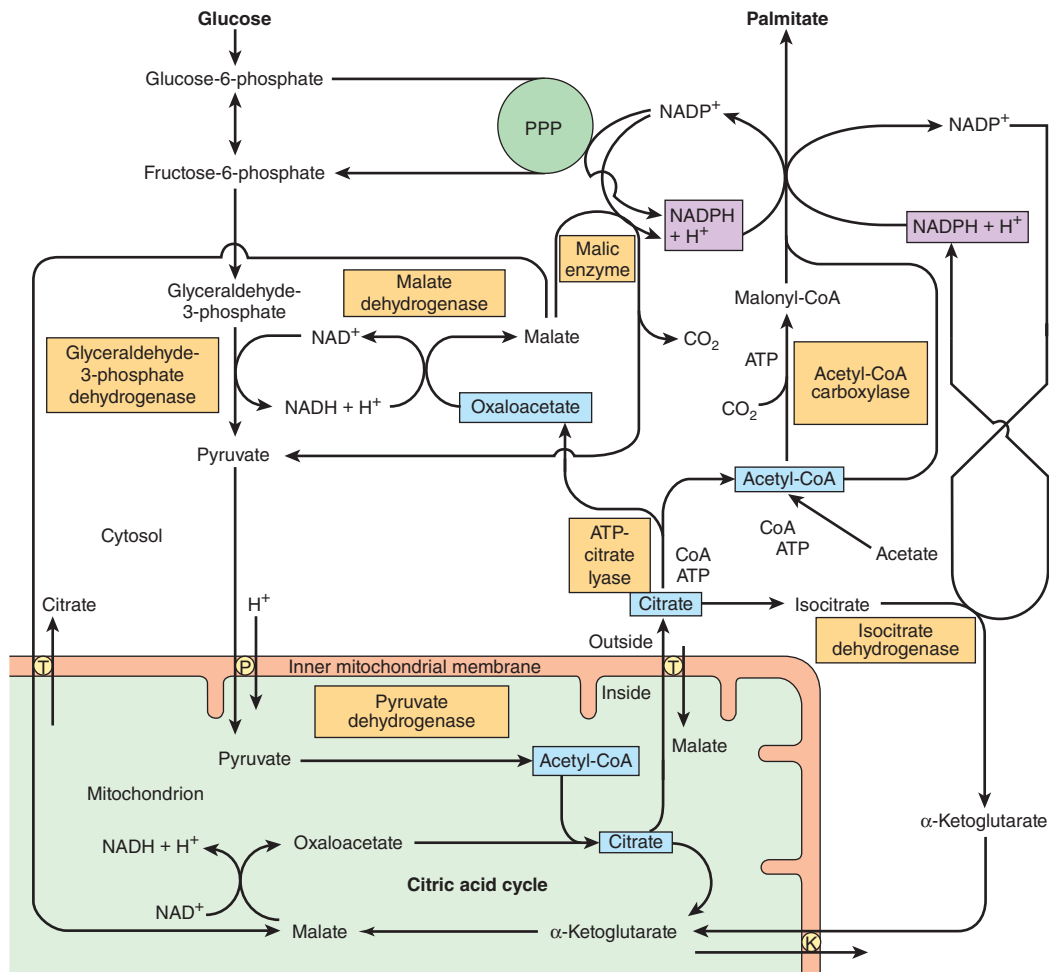 Glucose
Palmitate
Glucose-6-phosphate
PPP
NADP+
NADP+
Fructose-6-phosphate
NADPH
+ H+
NADPH + H+
Malic
enzyme
Malate
dehydrogenase
Glyceraldehyde-
3-phosphate
Malonyl-CoA
NAD+
Malate
CO2
ATP
Glyceraldehyde-
3-phosphate
dehydrogenase
Acetyl-CoA
carboxylase
NADH + H+
Oxaloacetate
CO2
Pyruvate
Acetyl-CoA
Cytosol
ATP-
citrate
lyase
CoA
ATP
CoA
ATP
Acetate
Citrate
H+
Citrate
Isocitrate
Outside
Isocitrate
dehydrogenase
T
P
Inner mitochondrial membrane
T
Inside
Pyruvate
dehydrogenase
Malate
Pyruvate
Acetyl-CoA
Mitochondrion
α-Ketoglutarate
NADH + H+
Oxaloacetate
Citrate
Citric acid cycle
NAD+
Malate
α-Ketoglutarate
K